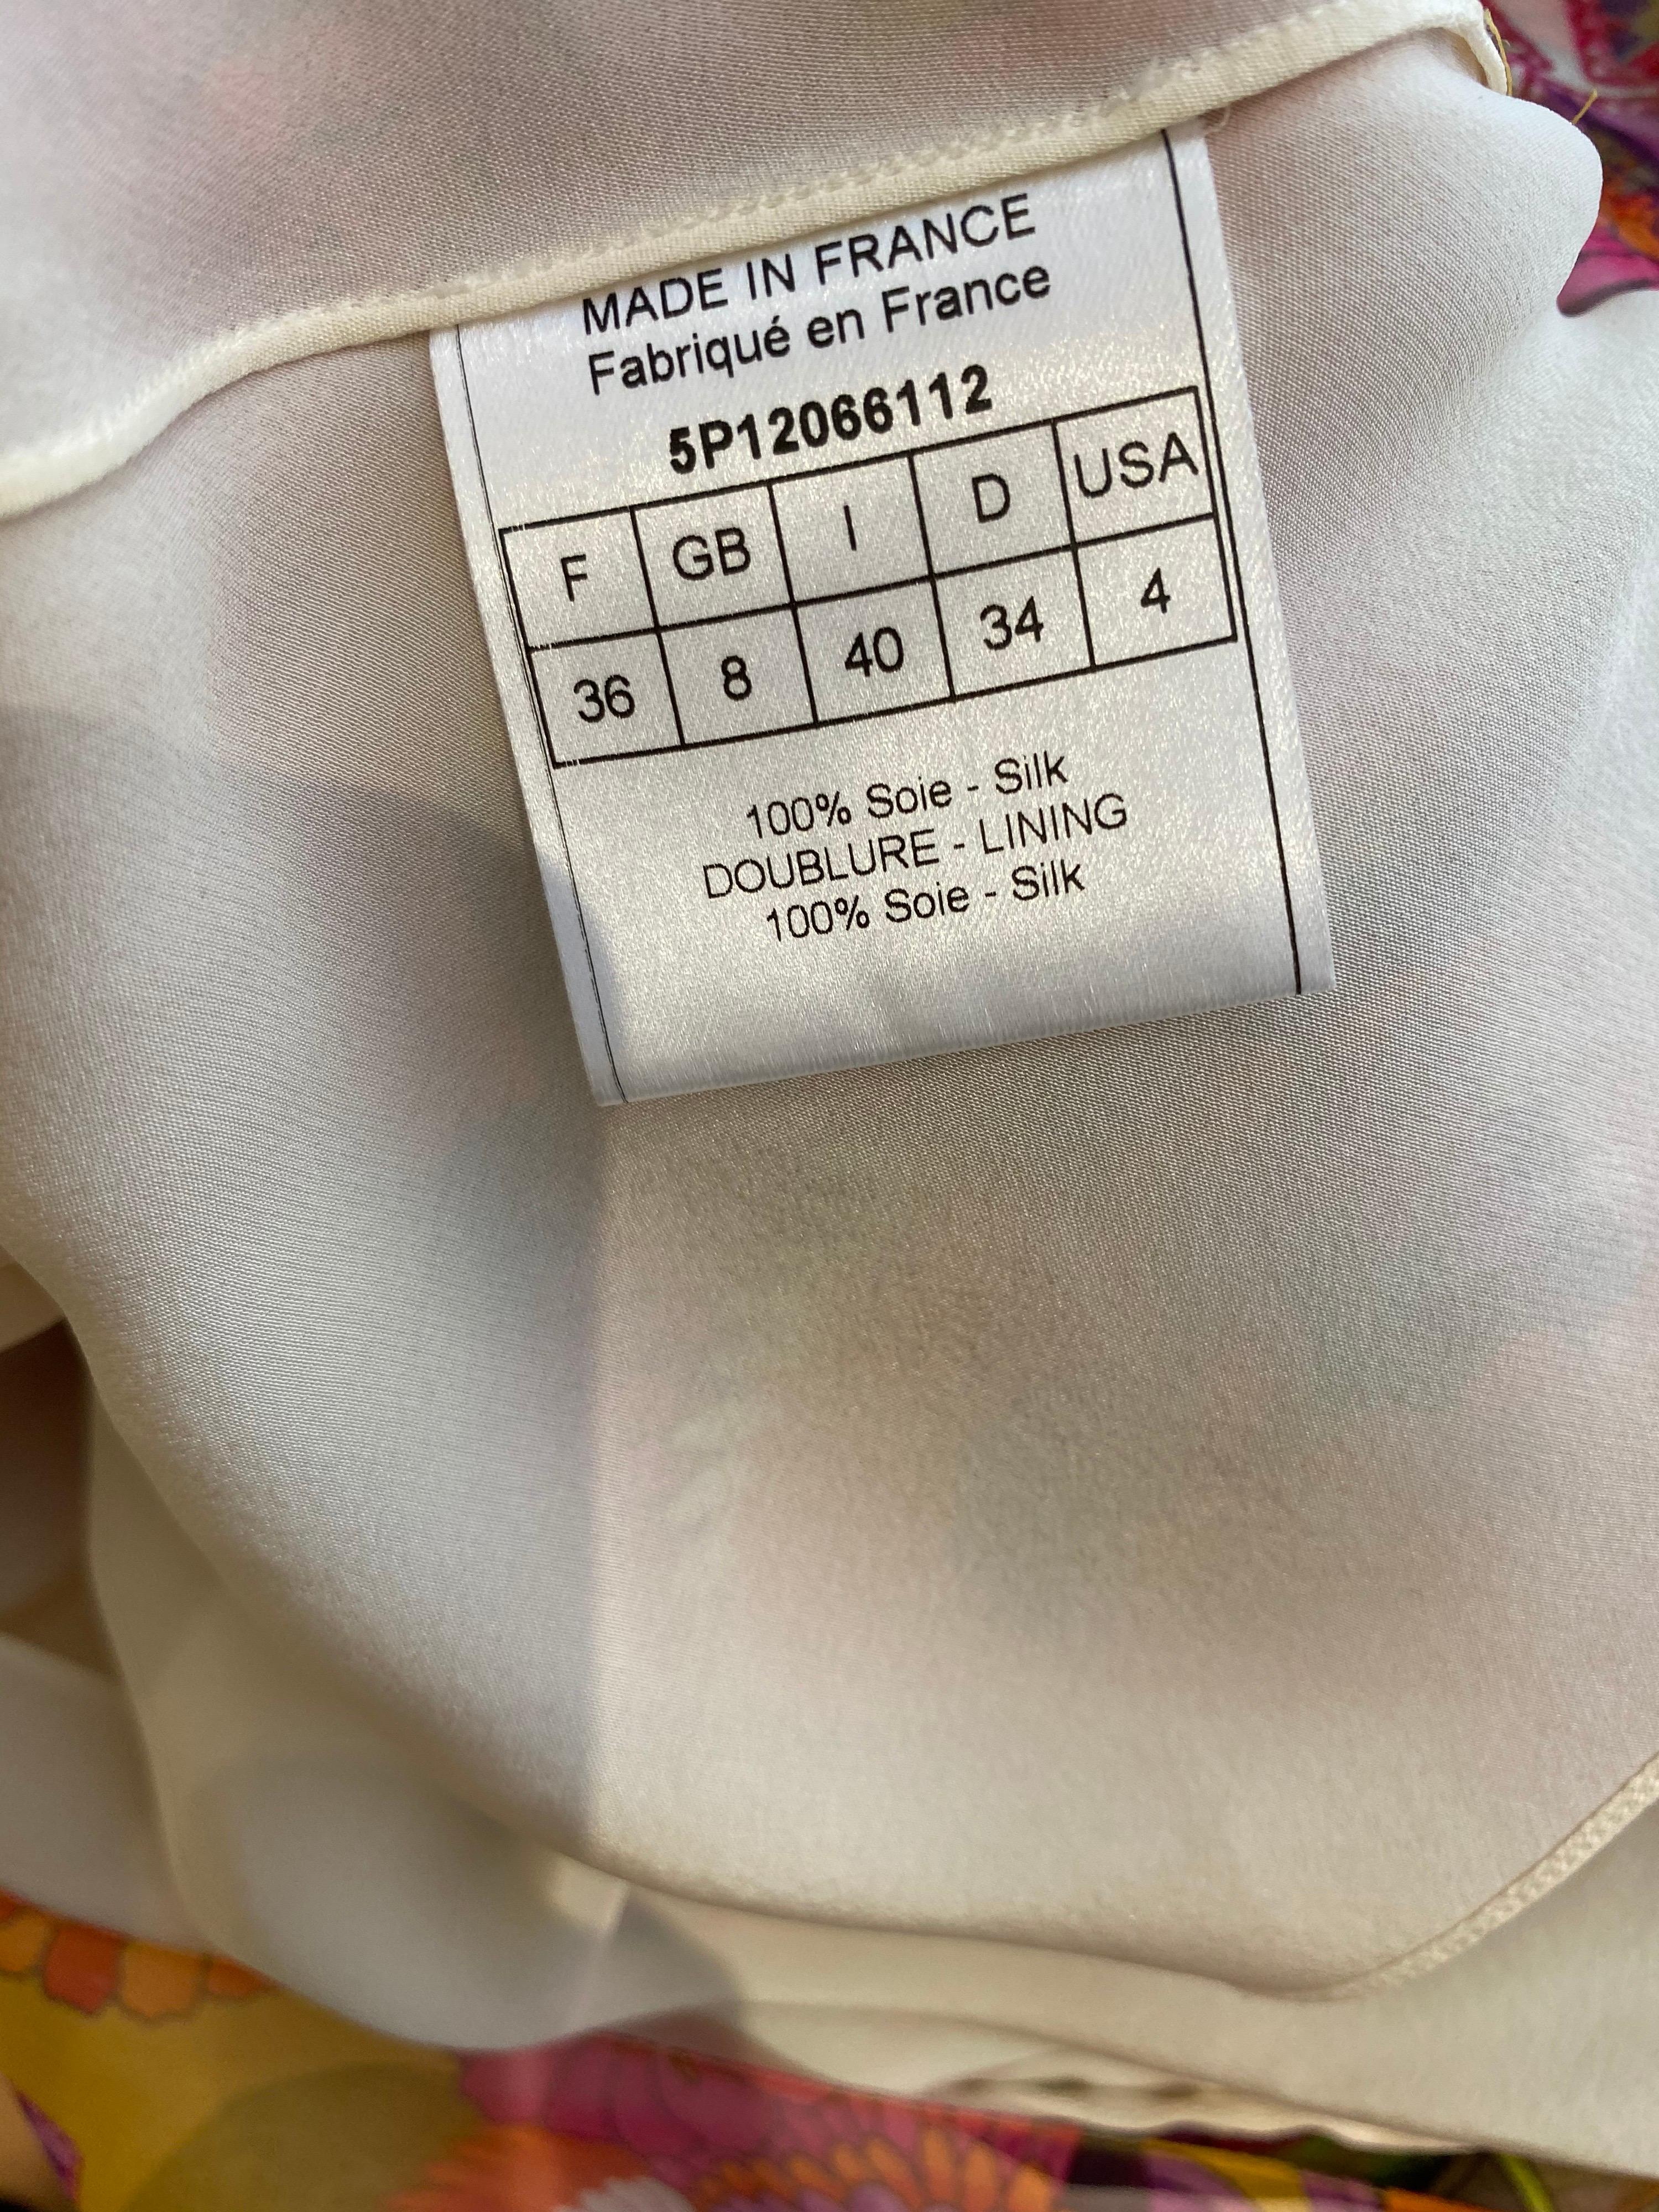 MADE IN FRANCE
Fabriqué en France
5P12066112
F GB I D USA
36 8 40 34 4
100% Soie - Silk
DOUBLURE - LINING
100% Soie - Silk